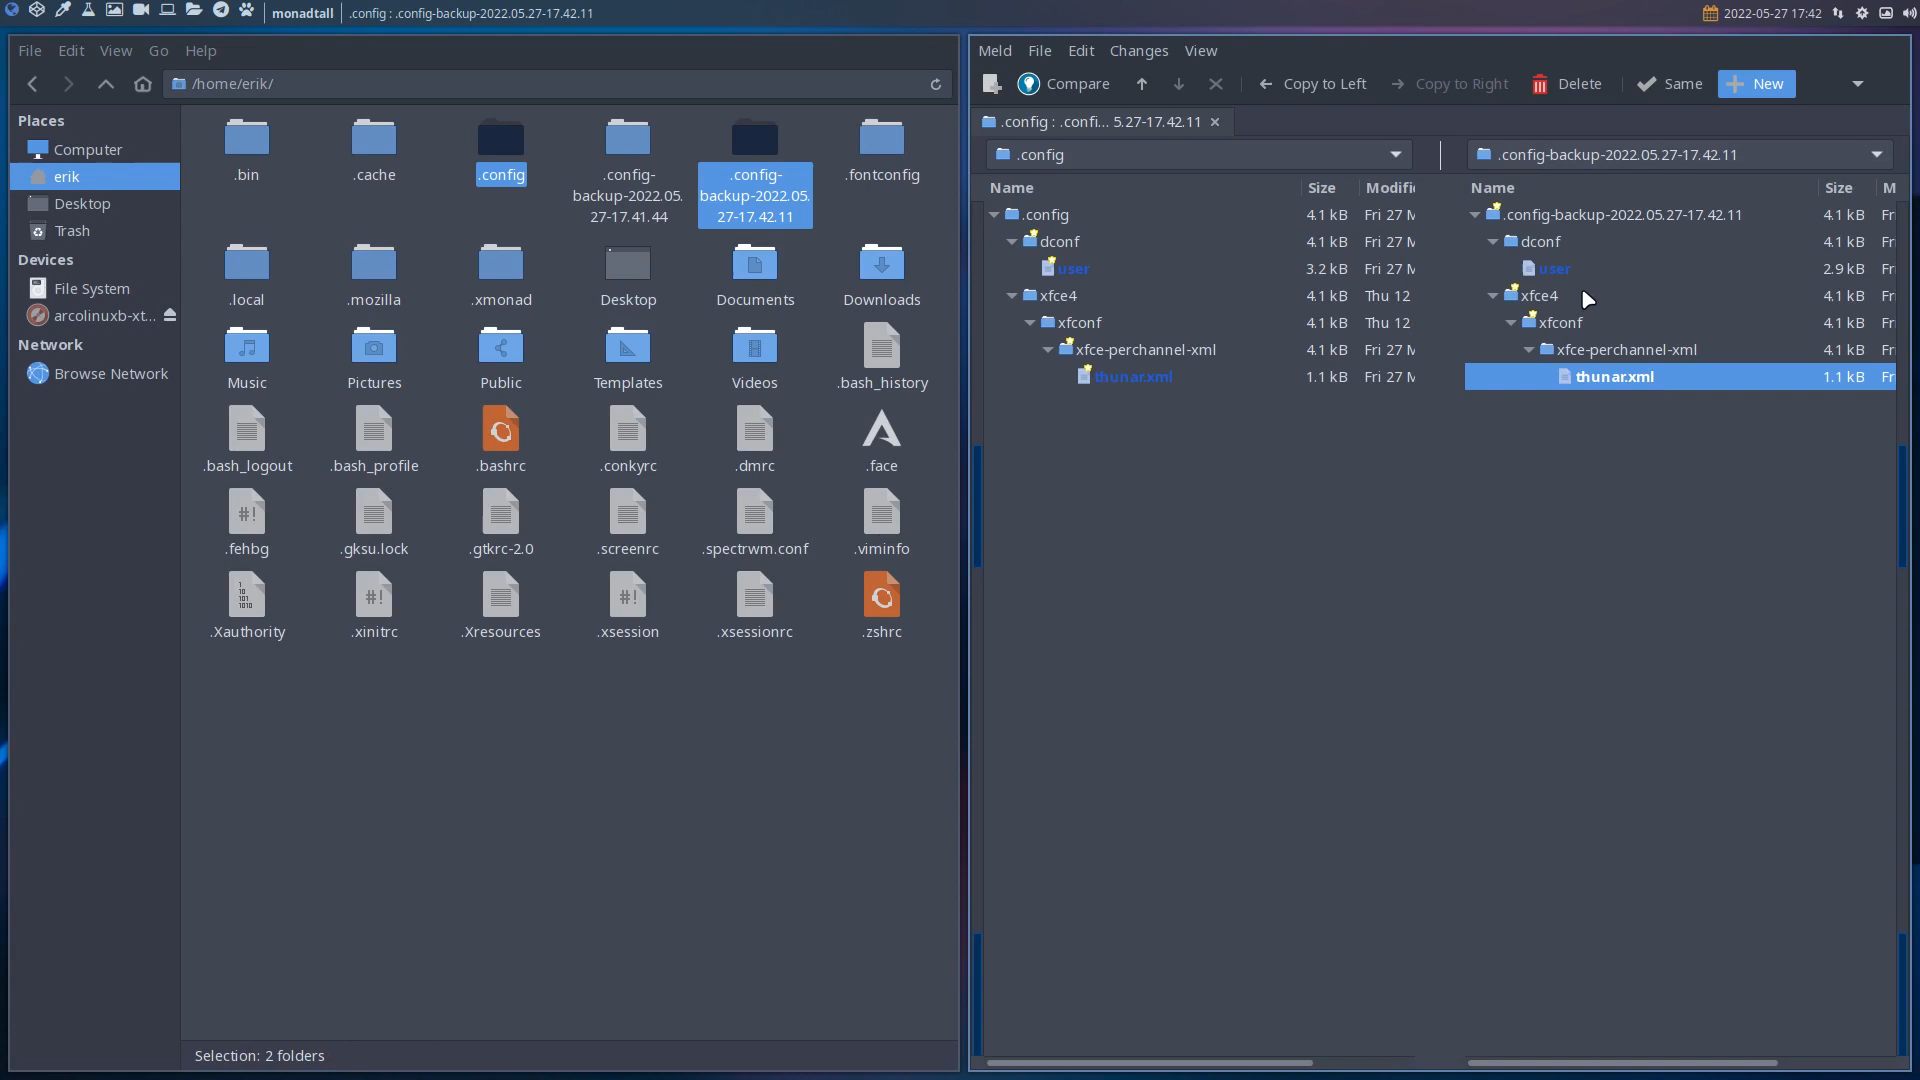 monadtall
.config : .config-backup-2022.05.27-17.42.11
2022-05-27 17:42
File Edit View Go Help
/home/erik/
Places
Computer
erik
Desktop
Trash
Devices
File System
arcolinuxb-xt...
Network
Browse Network
.bin
.cache
.config
.config-
backup-2022.05.
27-17.41.44
.config-
backup-2022.05.
27-17.42.11
.fontconfig
.local
.mozilla
.xmonad
Desktop
Documents
Downloads
Music
Pictures
Public
Templates
Videos
.bash_history
.bash_logout
.bash_profile
.bashrc
.conkyrc
.dmrc
.face
.fehbg
.gksu.lock
.gtkrc-2.0
.screenrc
.spectrwm.conf
.viminfo
.Xauthority
.xinitrc
.Xresources
.xsession
.xsessionrc
.zshrc
Selection: 2 folders
Meld File Edit Changes View
Compare Copy to Left Copy to Right Delete Same New
.config : .confi... 5.27-17.42.11
.config
Name Size Modifi
.config 4.1 kB Fri 27 M
dconf 4.1 kB Fri 27 M
user 3.2 kB Fri 27 M
xfce4 4.1 kB Thu 12
xfconf 4.1 kB Thu 12
xfce-perchannel-xml 4.1 kB Fri 27 M
thunar.xml 1.1 kB Fri 27 M
.config-backup-2022.05.27-17.42.11
Name Size M
.config-backup-2022.05.27-17.42.11 4.1 kB Fr
dconf 4.1 kB Fr
user 2.9 kB Fr
xfce4 4.1 kB Fr
xfconf 4.1 kB Fr
xfce-perchannel-xml 4.1 kB Fr
thunar.xml 1.1 kB Fr